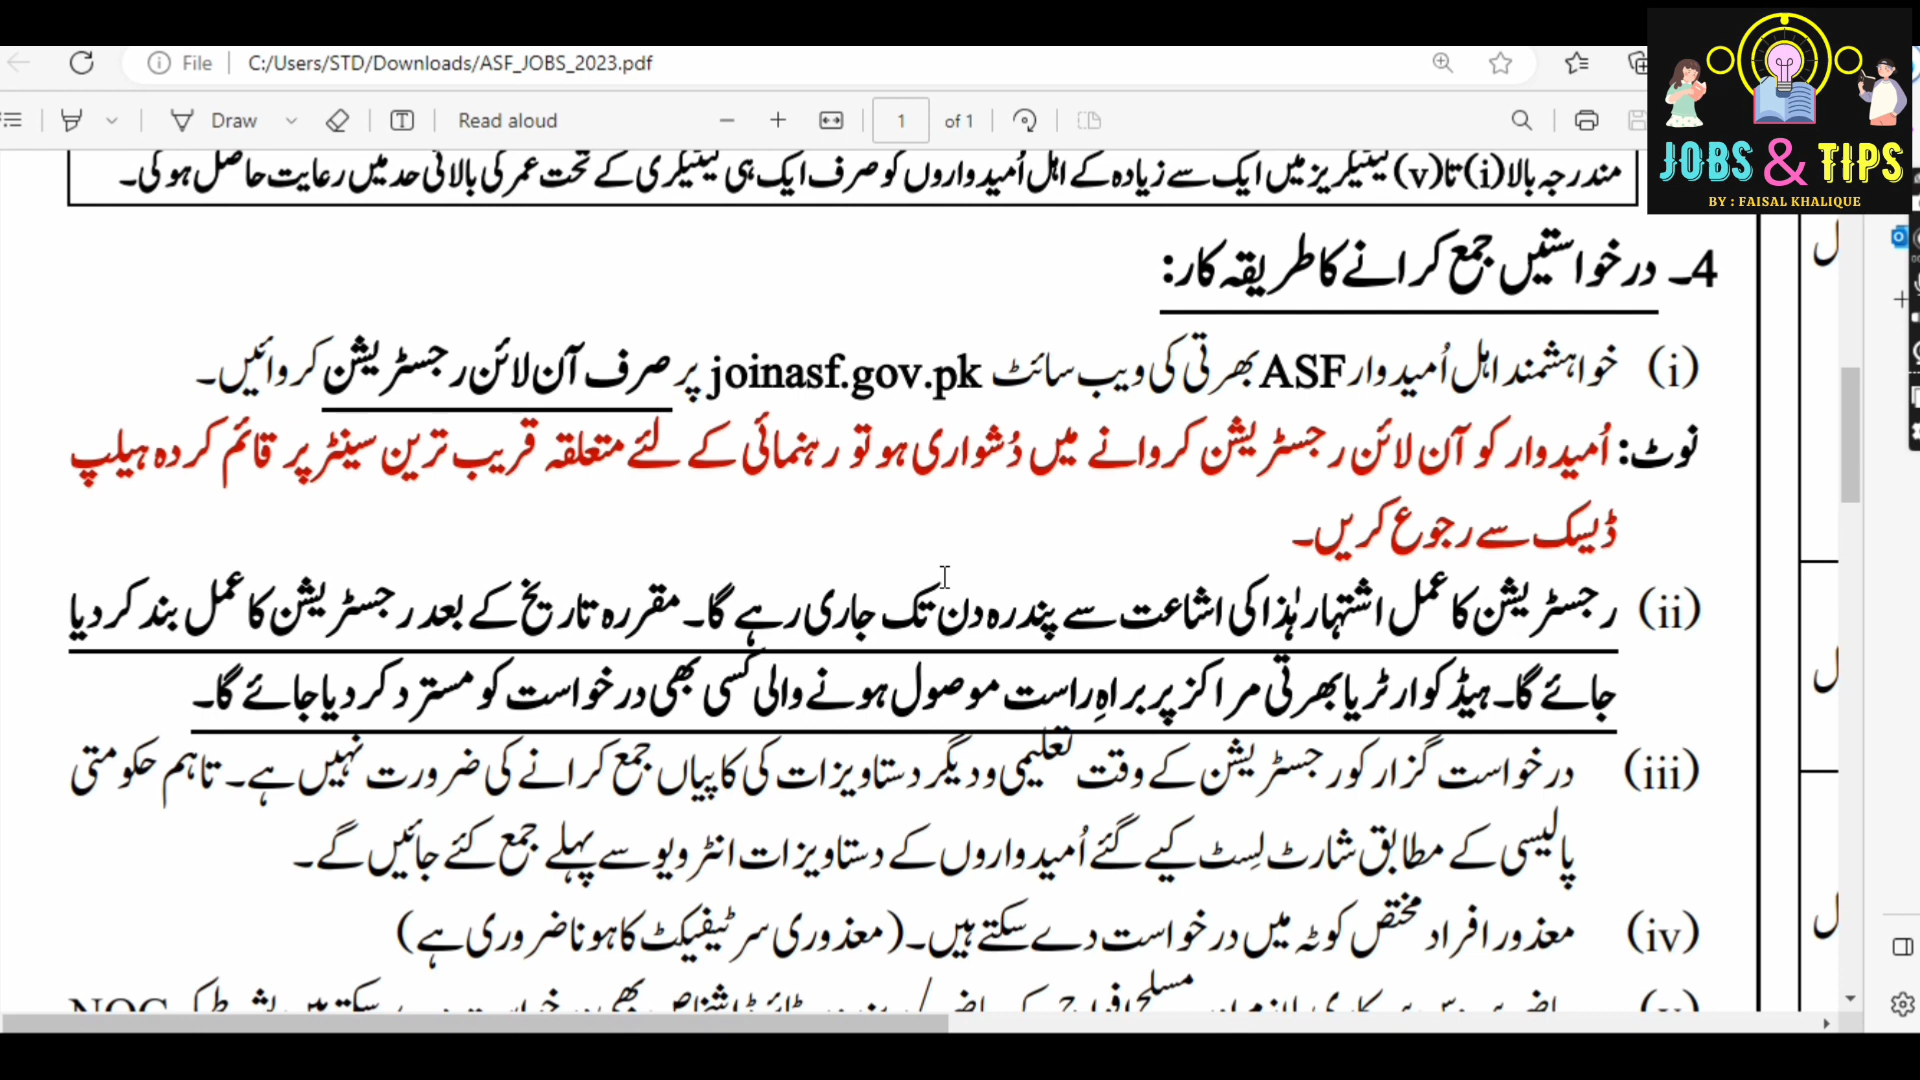 File C:/Users/STD/Downloads/ASF_JOBS_2023.pdf
Draw Read aloud 1 of 1
JOBS & TIPS
BY : FAISAL KHALIQUE
مندرجہ بالا (i) تا (v) کیٹیگریز میں ایک سے زیادہ کے اہل اُمیدواروں کو صرف ایک ہی کیٹیگری کے تحت عمر کی بالائی حد میں رعایت حاصل ہو گی۔
4۔ درخواستیں جمع کرانے کا طریقہ کار:
(i) خواہشمند اہل اُمیدوار ASF بھرتی کی ویب سائٹ joinasf.gov.pk پر صرف آن لائن رجسٹریشن کروائیں۔
نوٹ: اُمیدوار کو آن لائن رجسٹریشن کروانے میں دُشواری ہو تو رہنمائی کے لئے متعلقہ قریب ترین سینٹر پر قائم کردہ ہیلپ
ڈیسک سے رجوع کریں۔
(ii) رجسٹریشن کا عمل اشتہار ہٰذا کی اشاعت سے پندرہ دن تک جاری رہے گا۔ مقررہ تاریخ کے بعد رجسٹریشن کا عمل بند کر دیا
جائے گا۔ ہیڈ کوارٹر یا بھرتی مراکز پر براہِ راست موصول ہونے والی کسی بھی درخواست کو مسترد کر دیا جائے گا۔
(iii) درخواست گزار کو رجسٹریشن کے وقت تعلیمی و دیگر دستاویزات کی کاپیاں جمع کرانے کی ضرورت نہیں ہے۔ تاہم حکومتی
پالیسی کے مطابق شارٹ لِسٹ کیے گئے اُمیدواروں کے دستاویزات انٹرویو سے پہلے جمع کئے جائیں گے۔
(iv) معذور افراد مختص کوٹہ میں درخواست دے سکتے ہیں۔ (معذوری سرٹیفیکٹ کا ہونا ضروری ہے)